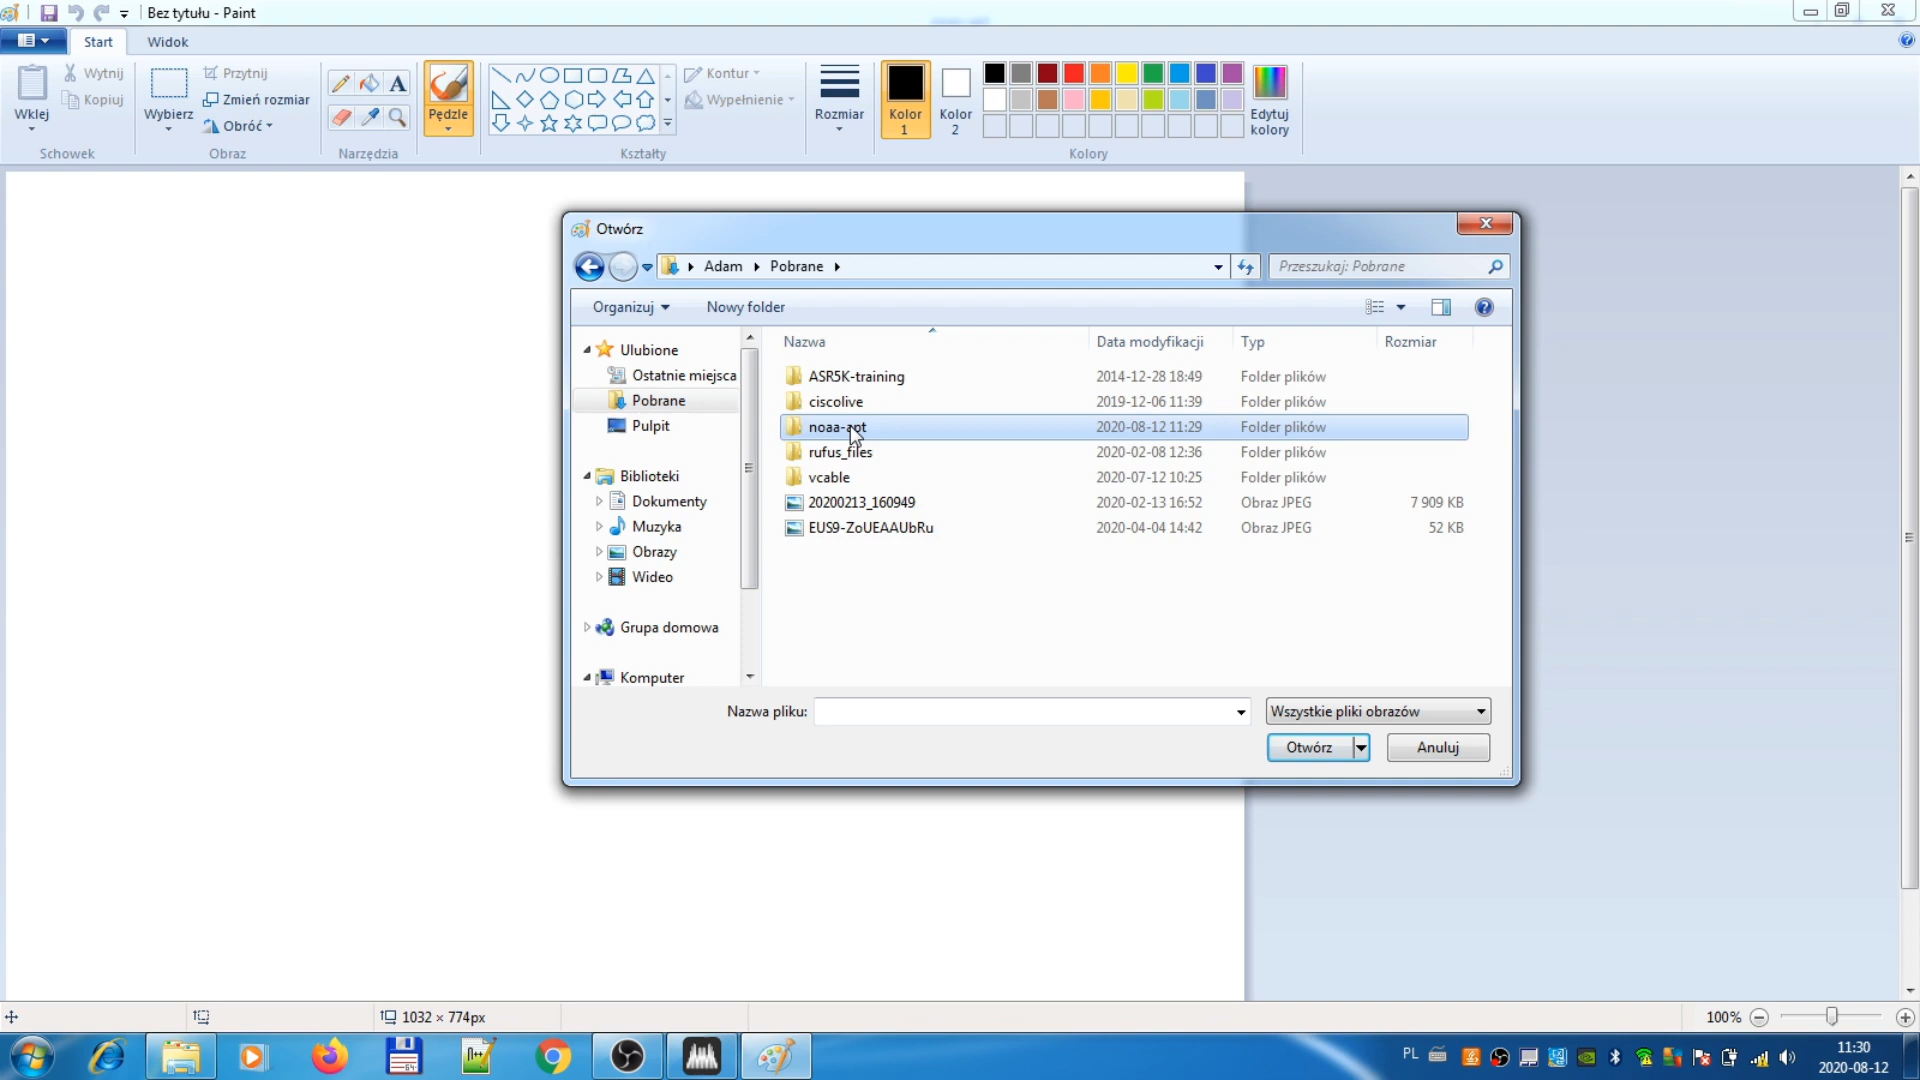 Bez tytułu - Paint
Start
Widok
Wklej
Wytnij
Kopiuj
Schowek
Wybierz
Przytnij
Zmień rozmiar
Obróć
Obraz
A
Narzędzia
Pędzle
Kontur
Wypełnienie
Kształty
Rozmiar
Kolor
1
Kolor
2
Edytuj
kolory
Kolory
Otwórz
Adam
Pobrane
Przeszukaj: Pobrane
Organizuj
Nowy folder
Ulubione
Ostatnie miejsca
Pobrane
Pulpit
Biblioteki
Dokumenty
Muzyka
Obrazy
Wideo
Grupa domowa
Komputer
Nazwa Data modyfikacji Typ Rozmiar
ASR5K-training 2014-12-28 18:49 Folder plików
ciscolive 2019-12-06 11:39 Folder plików
noaa-apt 2020-08-12 11:29 Folder plików
rufus_files 2020-02-08 12:36 Folder plików
vcable 2020-07-12 10:25 Folder plików
20200213_160949 2020-02-13 16:52 Obraz JPEG 7 909 KB
EUS9-ZoUEAAUbRu 2020-04-04 14:42 Obraz JPEG 52 KB
Nazwa pliku:
Wszystkie pliki obrazów
Otwórz
Anuluj
1032 × 774px
100%
PL
11:30
2020-08-12